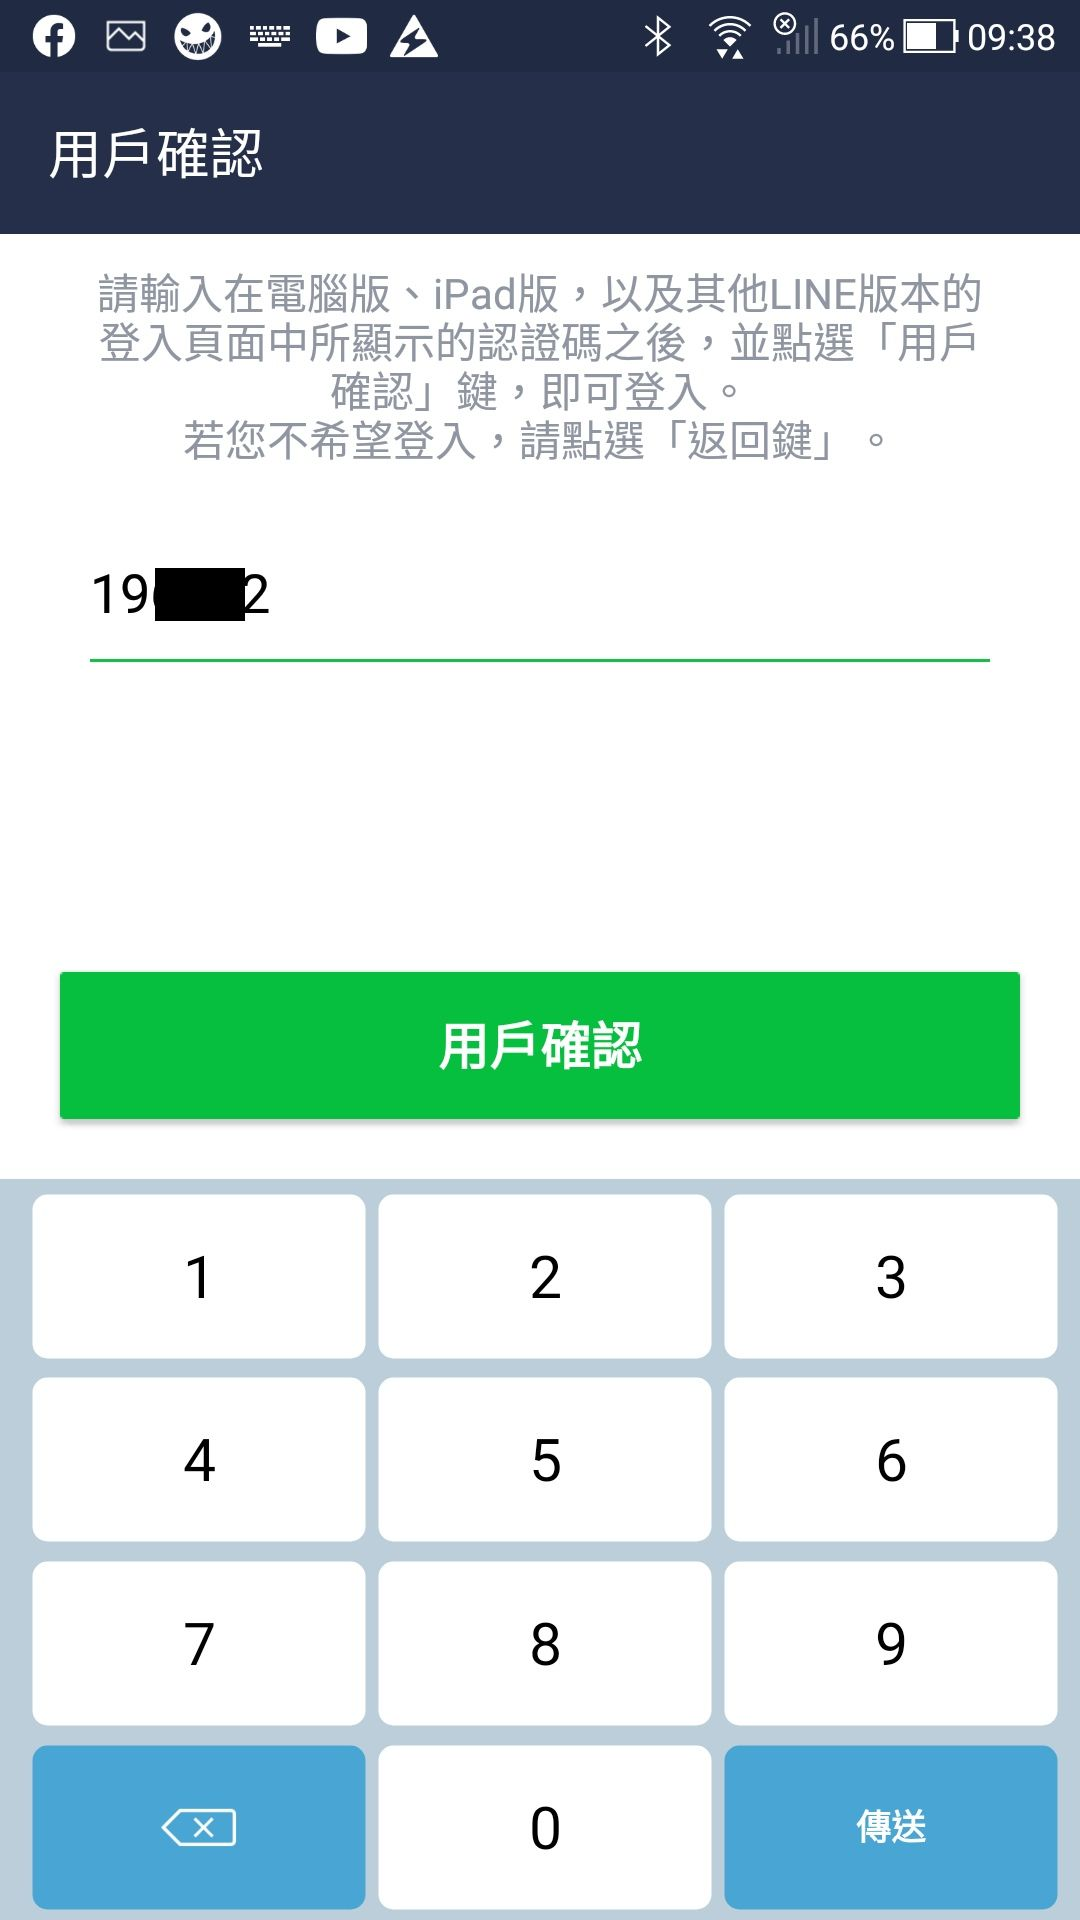 66% 09:38
用戶確認
請輸入在電腦版、iPad版，以及其他LINE版本的
登入頁面中所顯示的認證碼之後，並點選「用戶
確認」鍵，即可登入。
若您不希望登入，請點選「返回鍵」。
19 2
用戶確認
1 2 3
4 5 6
7 8 9
0 傳送